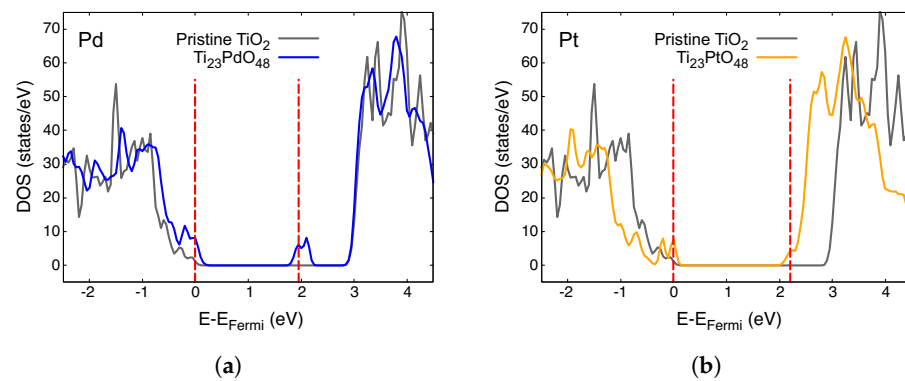 Pd
Pristine TiO2
Ti23PdO48
DOS (states/eV)
70
60
50
40
30
20
10
0
-2 -1 0 1 2 3 4
E-EFermi (eV)
(a)
Pt
Pristine TiO2
Ti23PtO48
DOS (states/eV)
70
60
50
40
30
20
10
0
-2 -1 0 1 2 3 4
E-EFermi (eV)
(b)